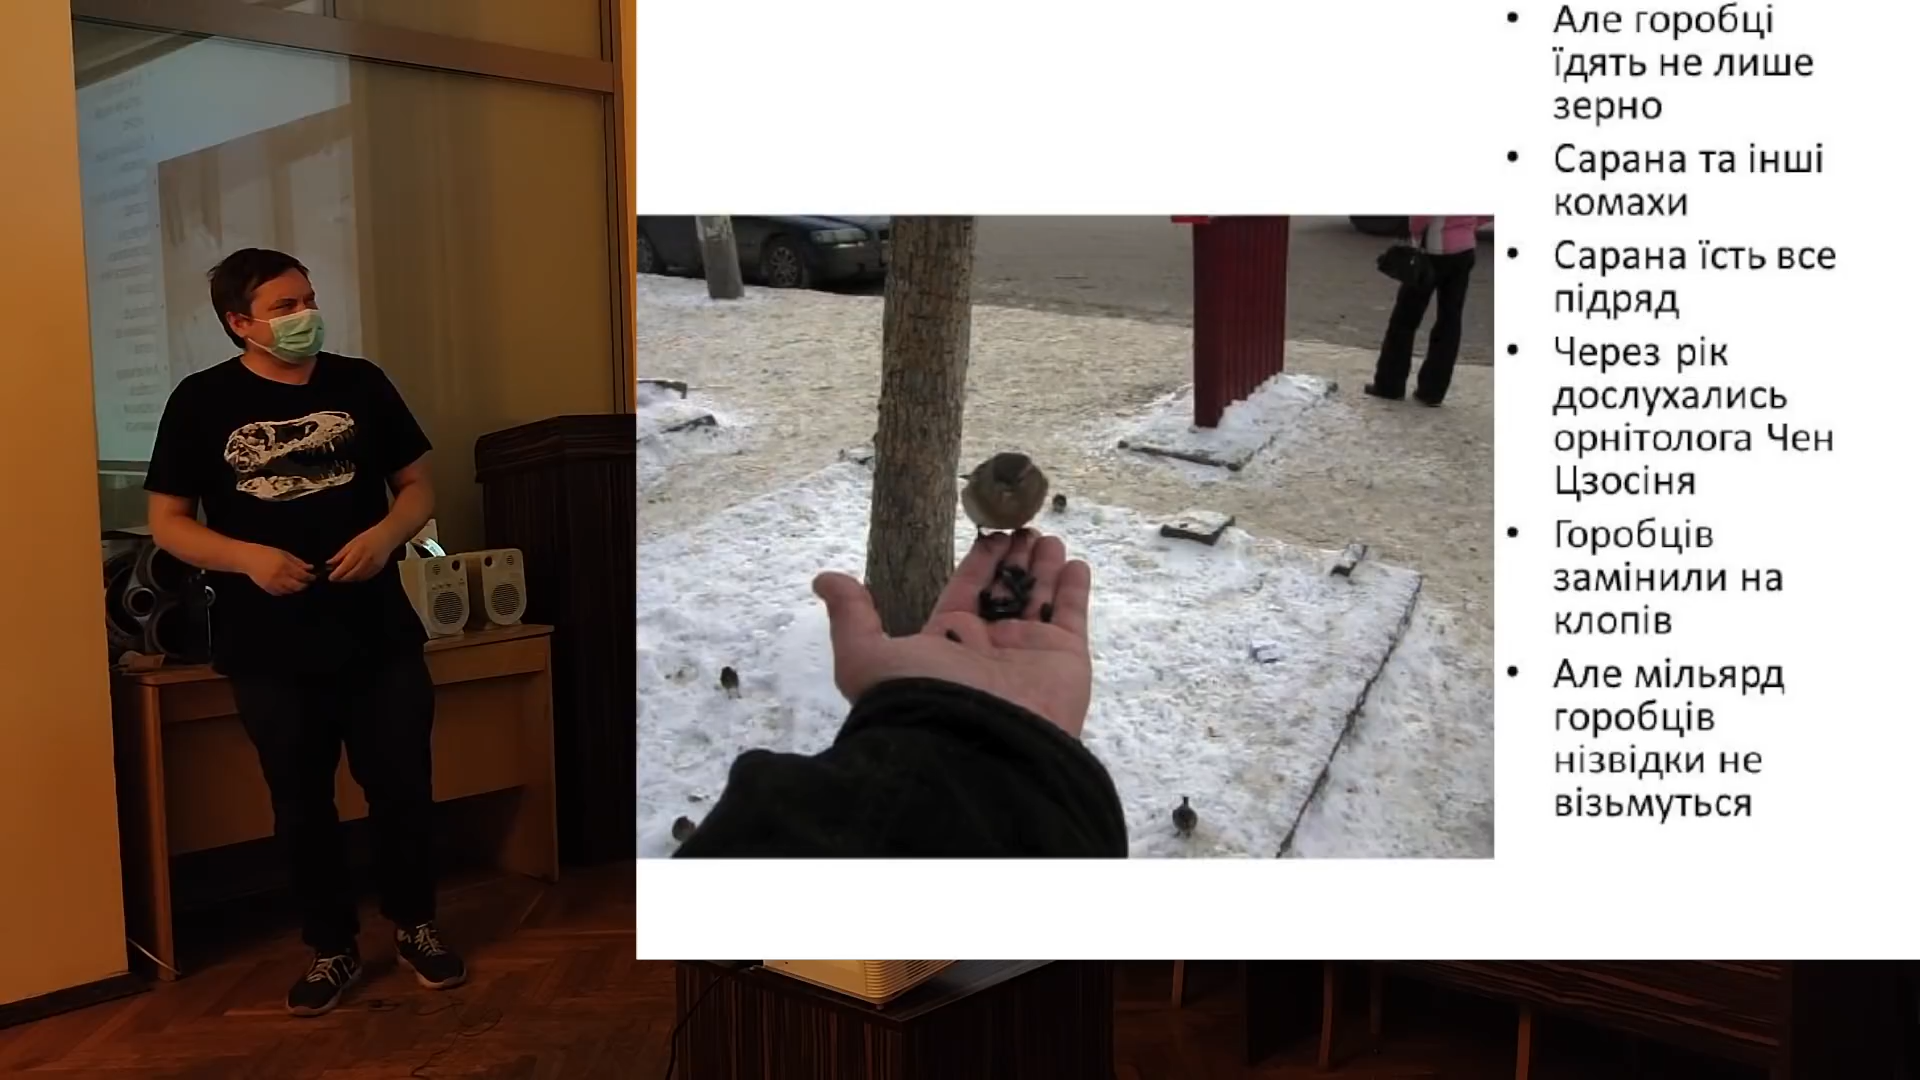 Але горобці
їдять не лише
зерно
Сарана та інші
комахи
Сарана їсть все
підряд
Через рік
дослухались
орнітолога Чен
Цзосіня
Горобців
замінили на
клопів
Але мільярд
горобців
нізвідки не
візьмуться